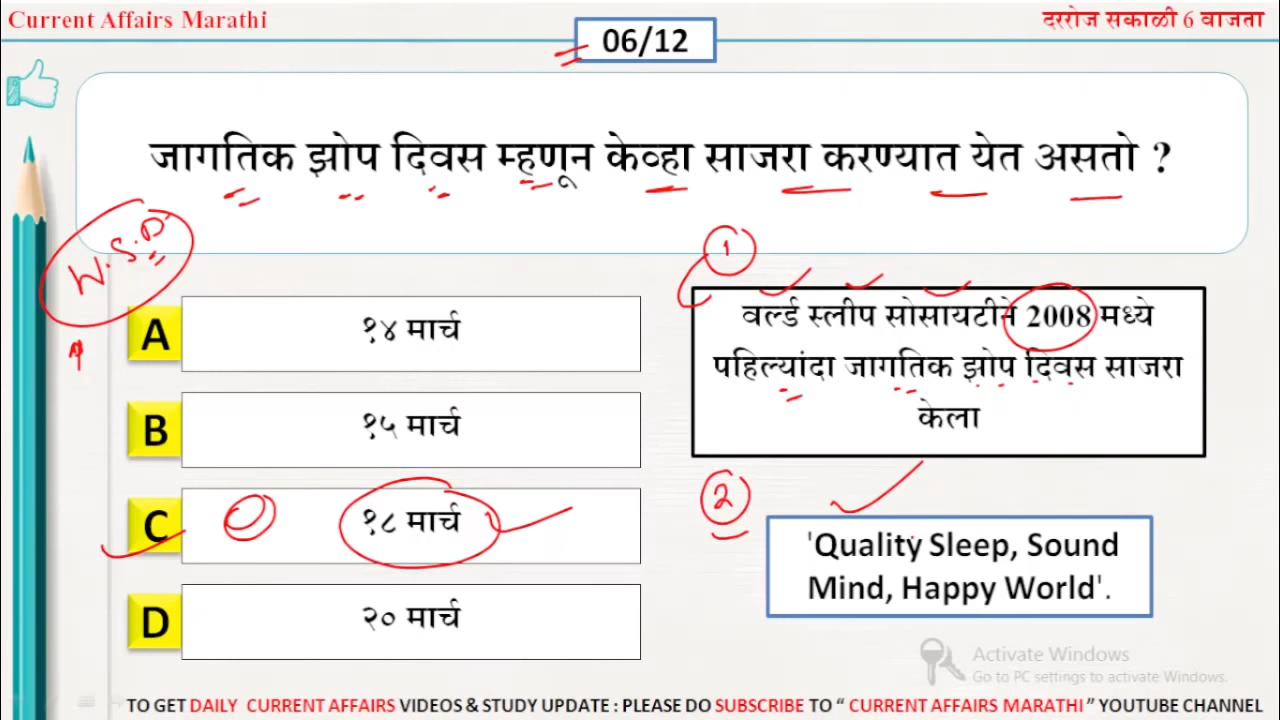 Current Affairs Marathi
दररोज सकाळी 6 वाजता
06/12
जागतिक झोप दिवस म्हणून केव्हा साजरा करण्यात येत असतो ?
W.S.D
1
A
१४ मार्च
वर्ल्ड स्लीप सोसायटीने 2008 मध्ये
पहिल्यांदा जागतिक झोप दिवस साजरा
केला
B
१५ मार्च
C
१८ मार्च
2
'Quality Sleep, Sound
Mind, Happy World'.
D
२० मार्च
Activate Windows
Go to PC settings to activate Windows.
TO GET DAILY CURRENT AFFAIRS VIDEOS & STUDY UPDATE : PLEASE DO SUBSCRIBE TO “ CURRENT AFFAIRS MARATHI ” YOUTUBE CHANNEL